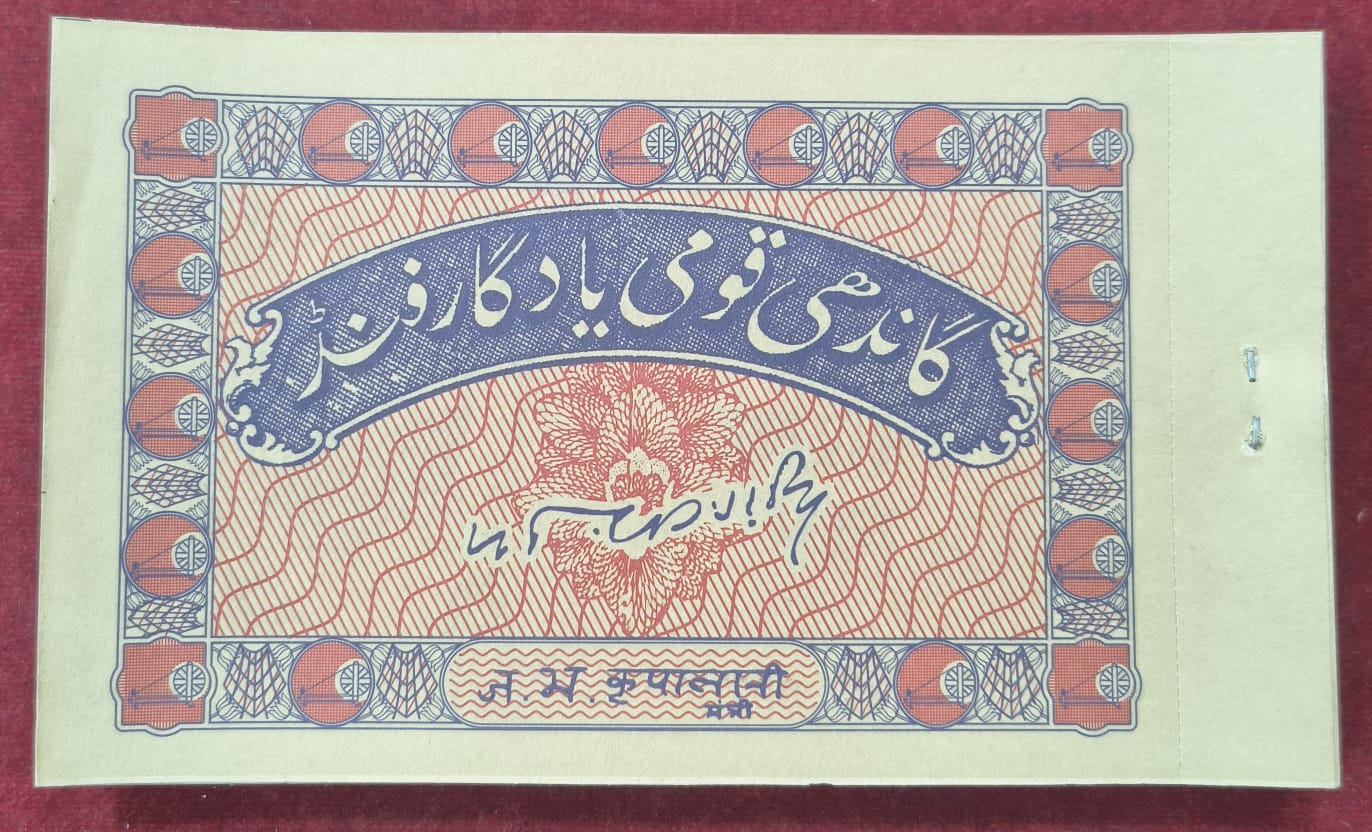 گاندھی قومی یادگار فنڈ
ज. भ. कृपालानी
मंत्री